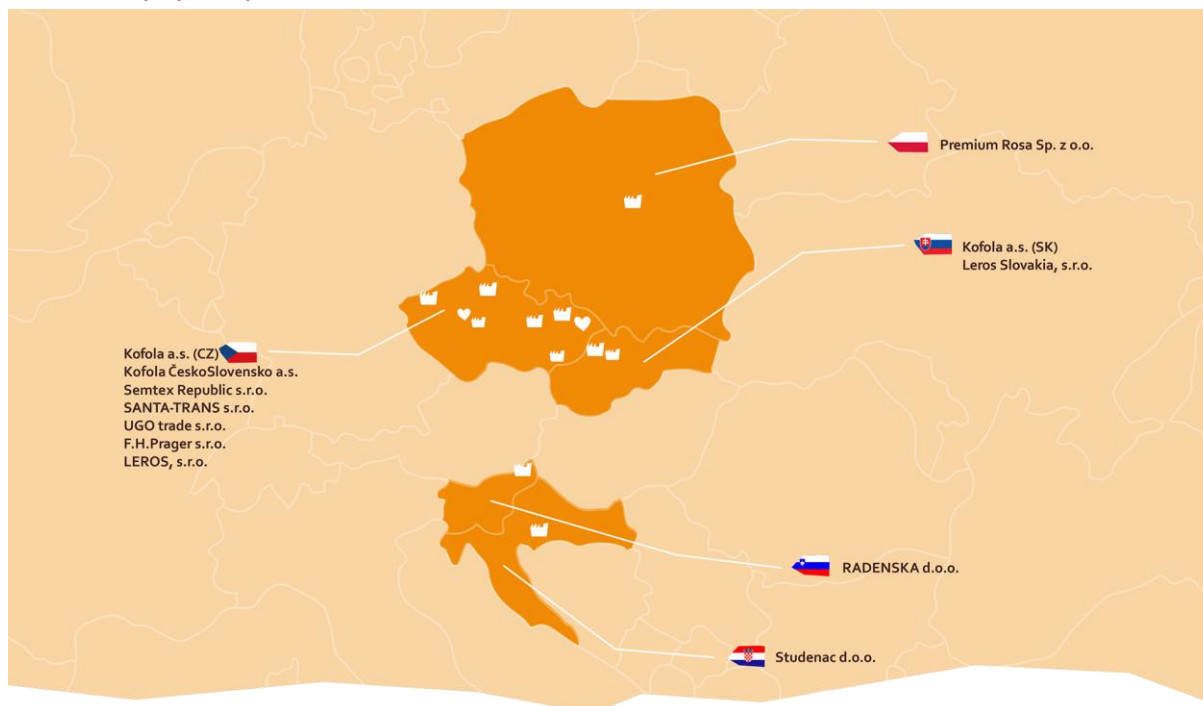 Premium Rosa Sp. z o.o.
Kofola a.s. (SK)
Leros Slovakia, s.r.o.
Kofola a.s. (CZ)
Kofola ČeskoSlovensko a.s.
Semtex Republic s.r.o.
SANTA-TRANS s.r.o.
UGO trade s.r.o.
F.H.Prager s.r.o.
LEROS, s.r.o.
RADENSKA d.o.o.
Studenac d.o.o.